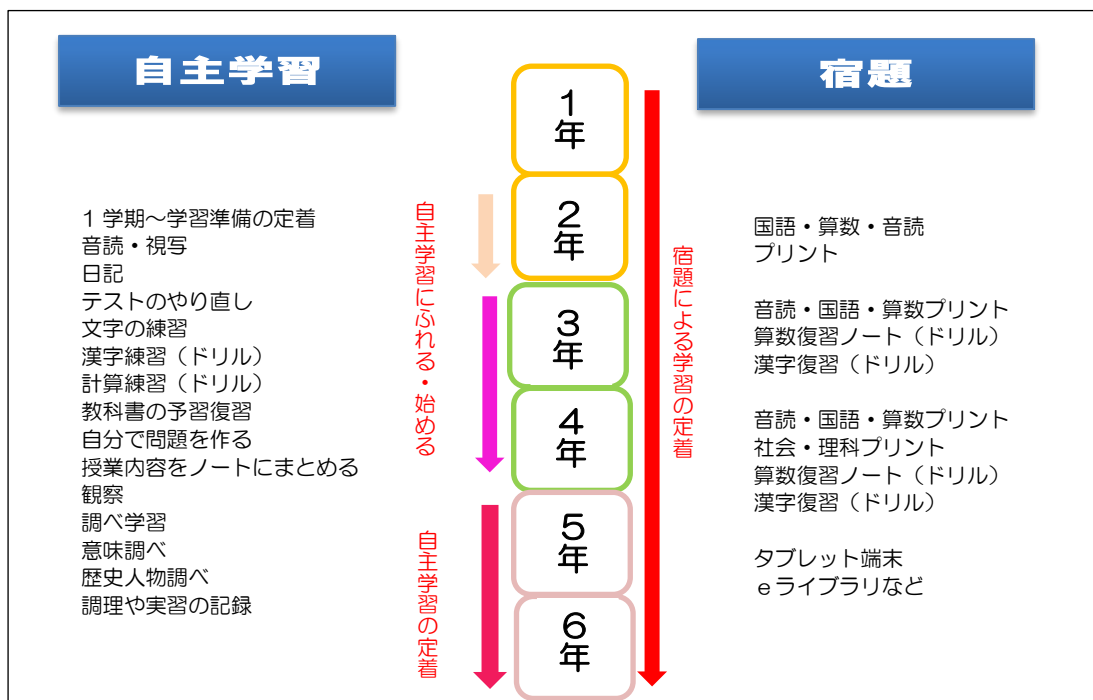 自主学習
1 学期～学習準備の定着
音読・視写
日記
テストのやり直し
文字の練習
漢字練習（ドリル）
計算練習（ドリル）
教科書の予習復習
自分で問題を作る
授業内容をノートにまとめる
観察
調べ学習
意味調べ
歴史人物調べ
調理や実習の記録
自主学習にふれる・始める
自主学習の定着
1年
2年
3年
4年
5年
6年
宿題による学習の定着
宿題
国語・算数・音読
プリント
音読・国語・算数プリント
算数復習ノート（ドリル）
漢字復習（ドリル）
音読・国語・算数プリント
社会・理科プリント
算数復習ノート（ドリル）
漢字復習（ドリル）
タブレット端末
ｅライブラリなど